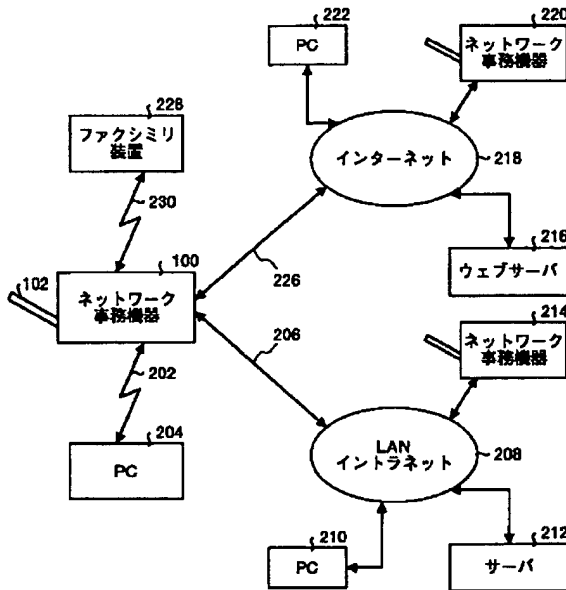 222
PC
220
ネットワーク
事務機器
228
ファクシミリ
装置
インターネット
218
230
216
ウェブサーバ
102
100
ネットワーク
事務機器
226
206
214
ネットワーク
事務機器
202
204
PC
LAN
イントラネット
208
210
PC
212
サーバ